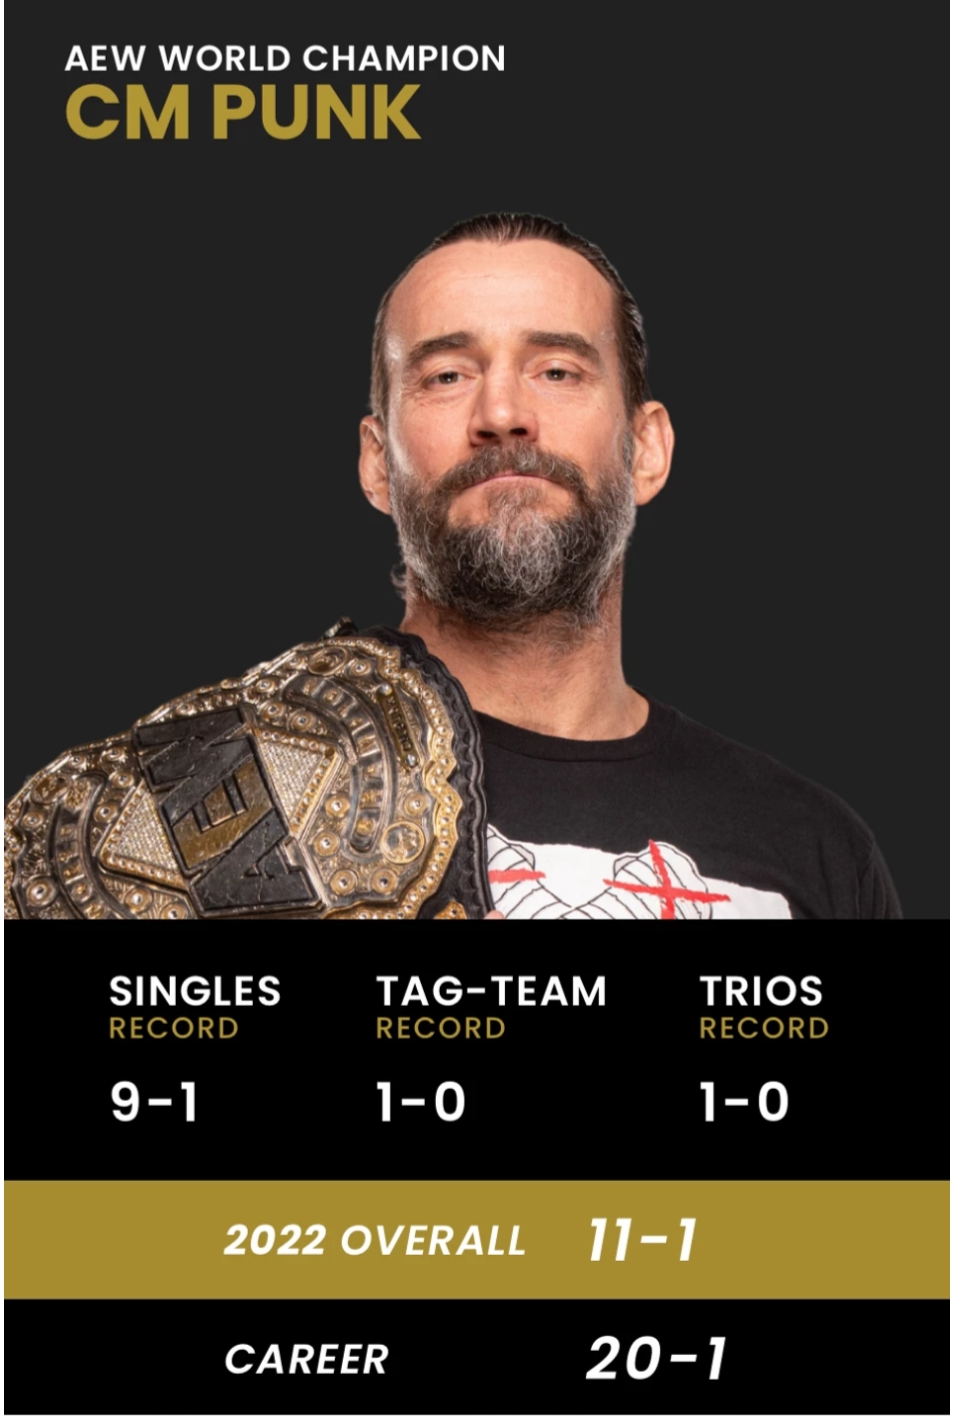 AEW WORLD CHAMPION
CM PUNK
AEW
SINGLES TAG-TEAM TRIOS
RECORD RECORD RECORD
9-1 1-0 1-0
2022 OVERALL 11-1
CAREER 20-1